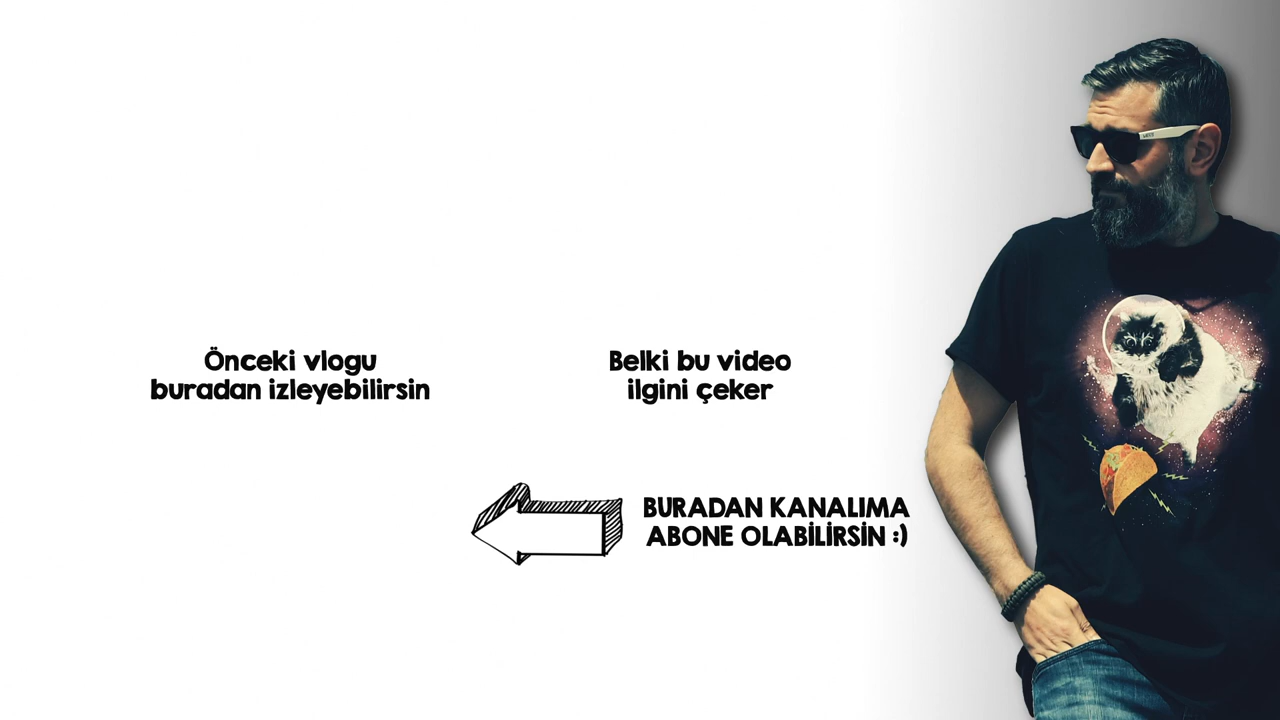 Önceki vlogu
buradan izleyebilirsin
Belki bu video
ilgini çeker
BURADAN KANALIMA
ABONE OLABİLİRSİN :)